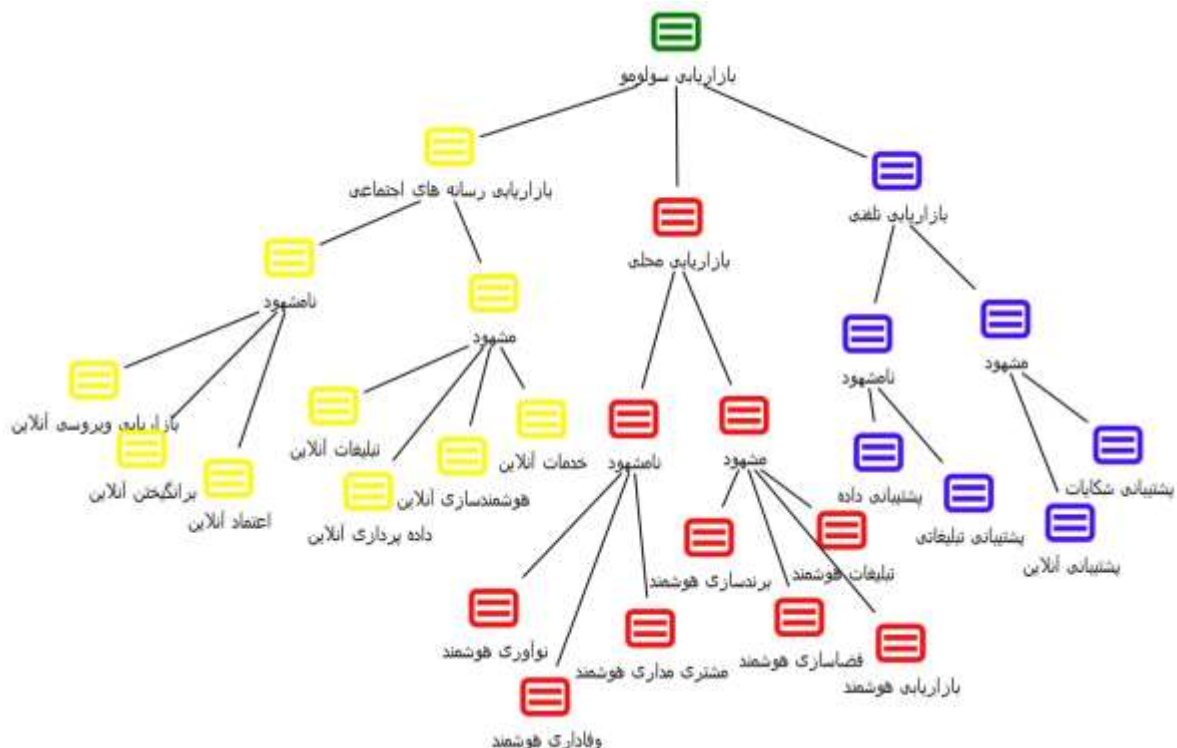 بازاریابی سولومو
بازاریابی رسانه های اجتماعی
بازاریابی تلفنی
بازاریابی محلی
نامشهود
مشهود
مشهود
نامشهود
بازاریابی ویروسی آنلاین
برانگیختن آنلاین
اعتماد آنلاین
تبلیغات آنلاین
خدمات آنلاین
هوشمندسازی آنلاین
داده پردازی آنلاین
نامشهود
مشهود
پشتیبانی داده
پشتیبانی تبلیغاتی
پشتیبانی شکایات
پشتیبانی آنلاین
برندسازی هوشمند
تبلیغات هوشمند
نوآوری هوشمند
مشتری مداری هوشمند
فضاسازی هوشمند
بازاریابی هوشمند
وفاداری هوشمند